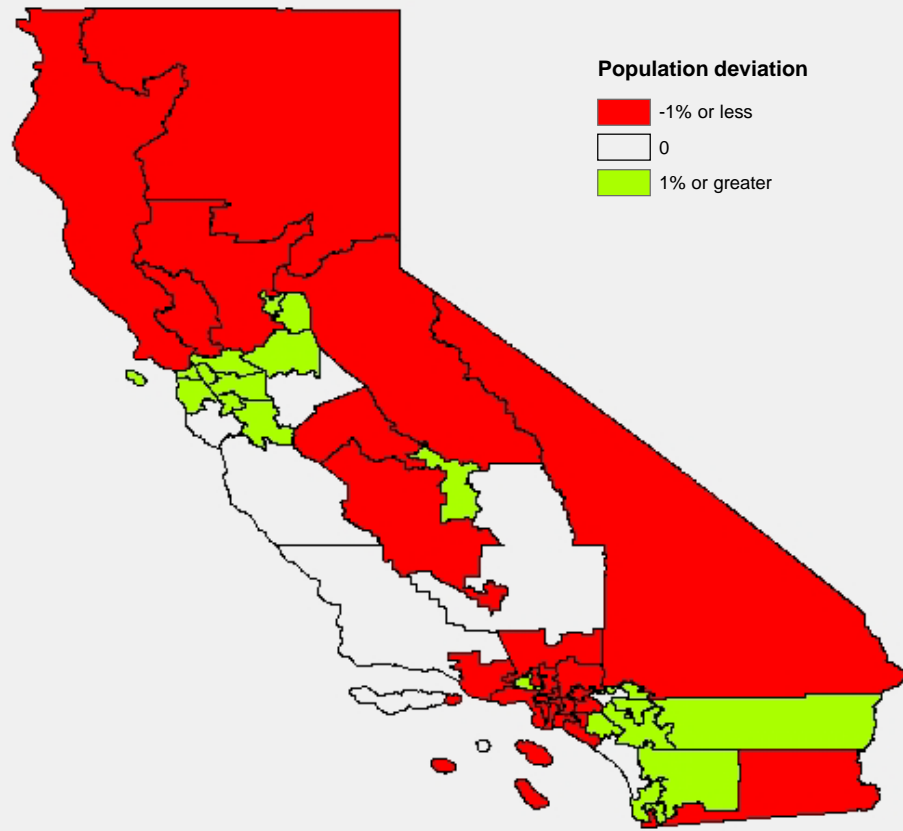 Population deviation
-1% or less
0
1% or greater